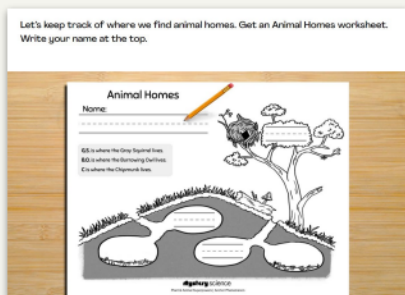 Let's keep track of where we find animal homes. Get an Animal Homes worksheet.
Write your name at the top.
Animal Homes
Name:
GS is where the Gray Squirrel lives.
BO is where the Burrowing Owl lives.
C is where the Chipmunk lives.
Mystery science